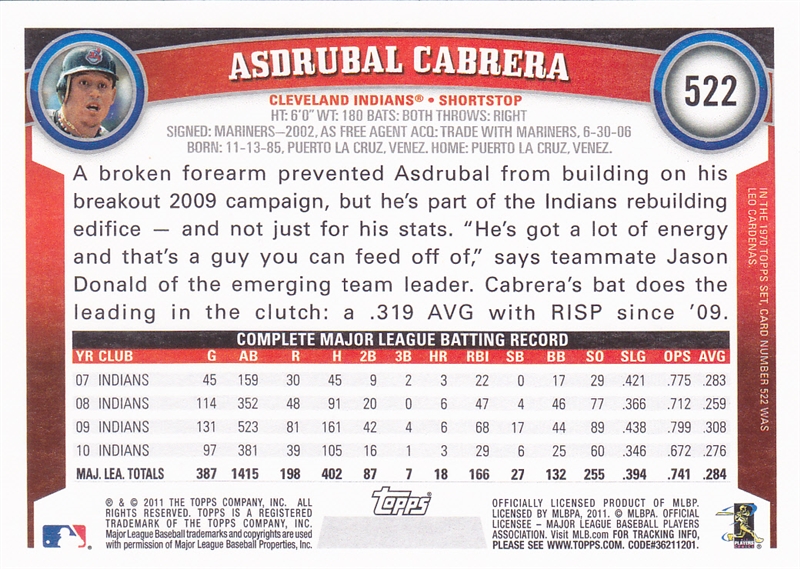 ASDRUBAL CABRERA
522
CLEVELAND INDIANS® • SHORTSTOP
HT: 6'0" WT: 180 BATS: BOTH THROWS: RIGHT
SIGNED: MARINERS–2002, AS FREE AGENT ACQ: TRADE WITH MARINERS, 6-30-06
BORN: 11-13-85, PUERTO LA CRUZ, VENEZ. HOME: PUERTO LA CRUZ, VENEZ.
A broken forearm prevented Asdrubal from building on his
breakout 2009 campaign, but he's part of the Indians rebuilding
edifice — and not just for his stats. “He's got a lot of energy
and that's a guy you can feed off of,” says teammate Jason
Donald of the emerging team leader. Cabrera's bat does the
leading in the clutch: a .319 AVG with RISP since '09.
IN THE 1970 TOPPS SET, CARD NUMBER 522 WAS
LEO CARDENAS.
COMPLETE MAJOR LEAGUE BATTING RECORD
YR CLUB G AB R H 2B 3B HR RBI SB BB SO SLG OPS AVG
07 INDIANS 45 159 30 45 9 2 3 22 0 17 29 .421 .775 .283
08 INDIANS 114 352 48 91 20 0 6 47 4 46 77 .366 .712 .259
09 INDIANS 131 523 81 161 42 4 6 68 17 44 89 .438 .799 .308
10 INDIANS 97 381 39 105 16 1 3 29 6 25 60 .346 .672 .276
MAJ. LEA. TOTALS 387 1415 198 402 87 7 18 166 27 132 255 .394 .741 .284
® & © 2011 THE TOPPS COMPANY, INC. ALL
RIGHTS RESERVED. TOPPS IS A REGISTERED
TRADEMARK OF THE TOPPS COMPANY, INC.
Major League Baseball trademarks and copyrights are used
with permission of Major League Baseball Properties, Inc.
topps®
OFFICIALLY LICENSED PRODUCT OF MLBP.
LICENSED BY MLBPA, 2011. © MLBPA. OFFICIAL
LICENSEE – MAJOR LEAGUE BASEBALL PLAYERS
ASSOCIATION. Visit MLB.com FOR TRACKING INFO,
PLEASE SEE WWW.TOPPS.COM. CODE#36211201.
PLAYERS